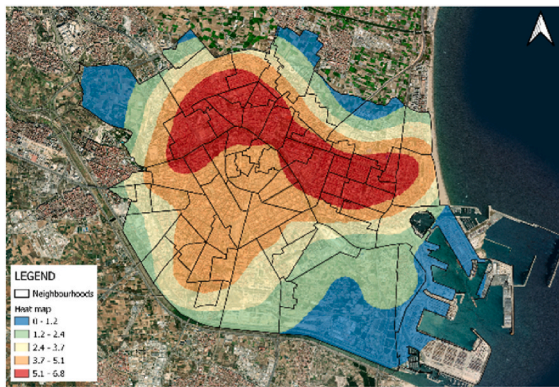 LEGEND
Neighbourhoods
Heat map
0 - 1.2
1.2 - 2.4
2.4 - 3.7
3.7 - 5.1
5.1 - 6.8